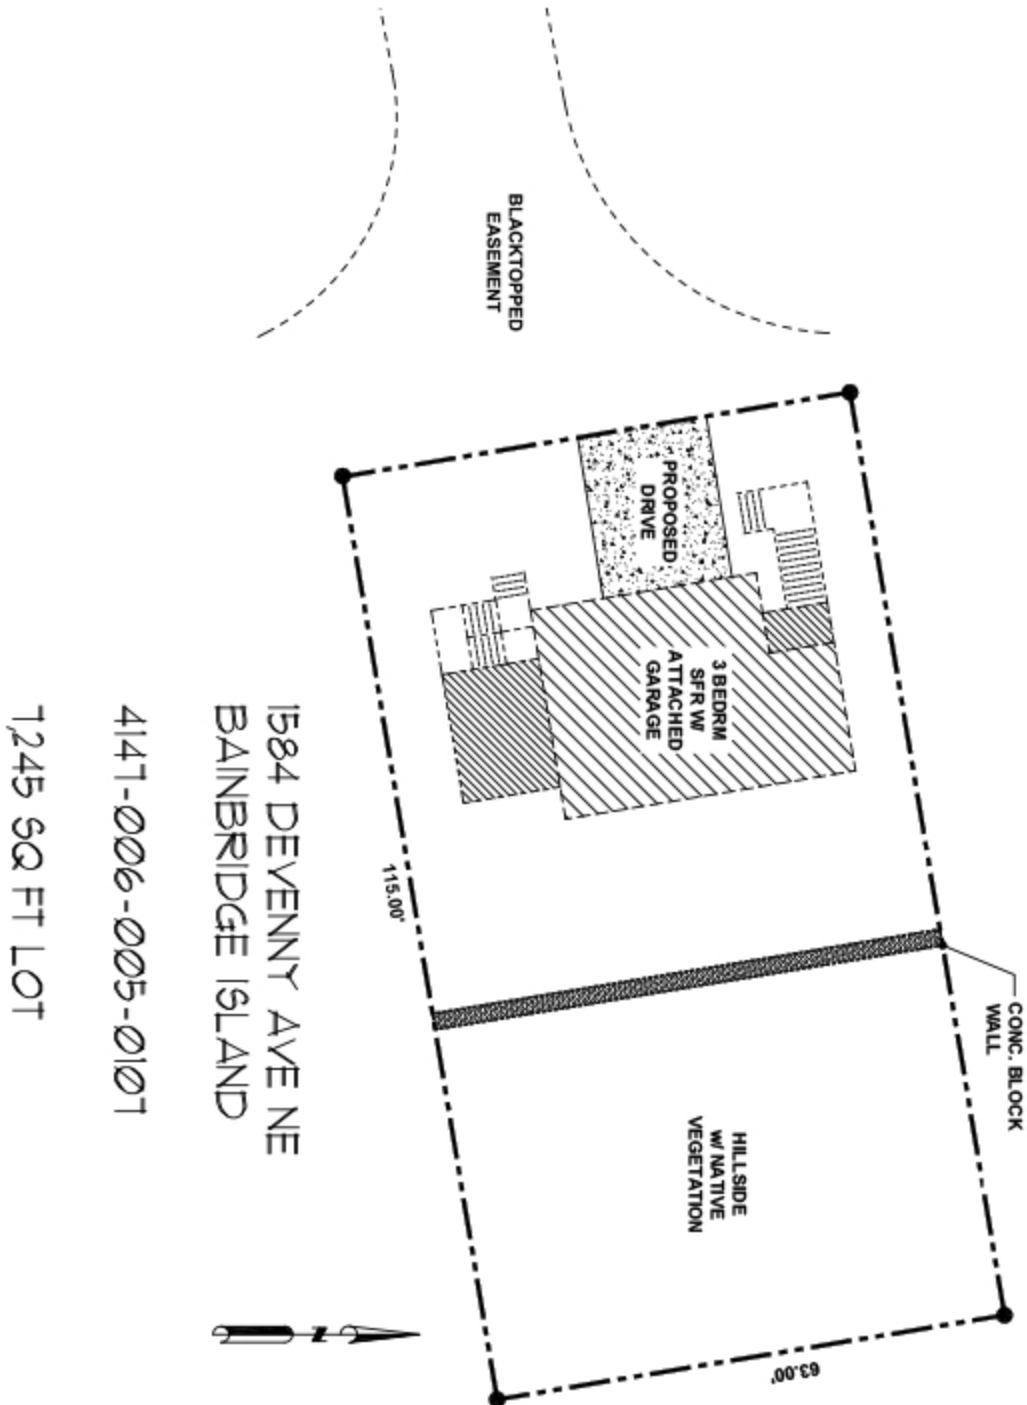 CONC. BLOCK
WALL
BLACKTOPPED
EASEMENT
PROPOSED
DRIVE
3 BEDRM
SFR W/
ATTACHED
GARAGE
HILLSIDE
w/ NATIVE
VEGETATION
63.00'
115.00'
N
1584 DEVENNY AVE NE
BAINBRIDGE ISLAND
4147-006-005-0107
7,245 SQ FT LOT